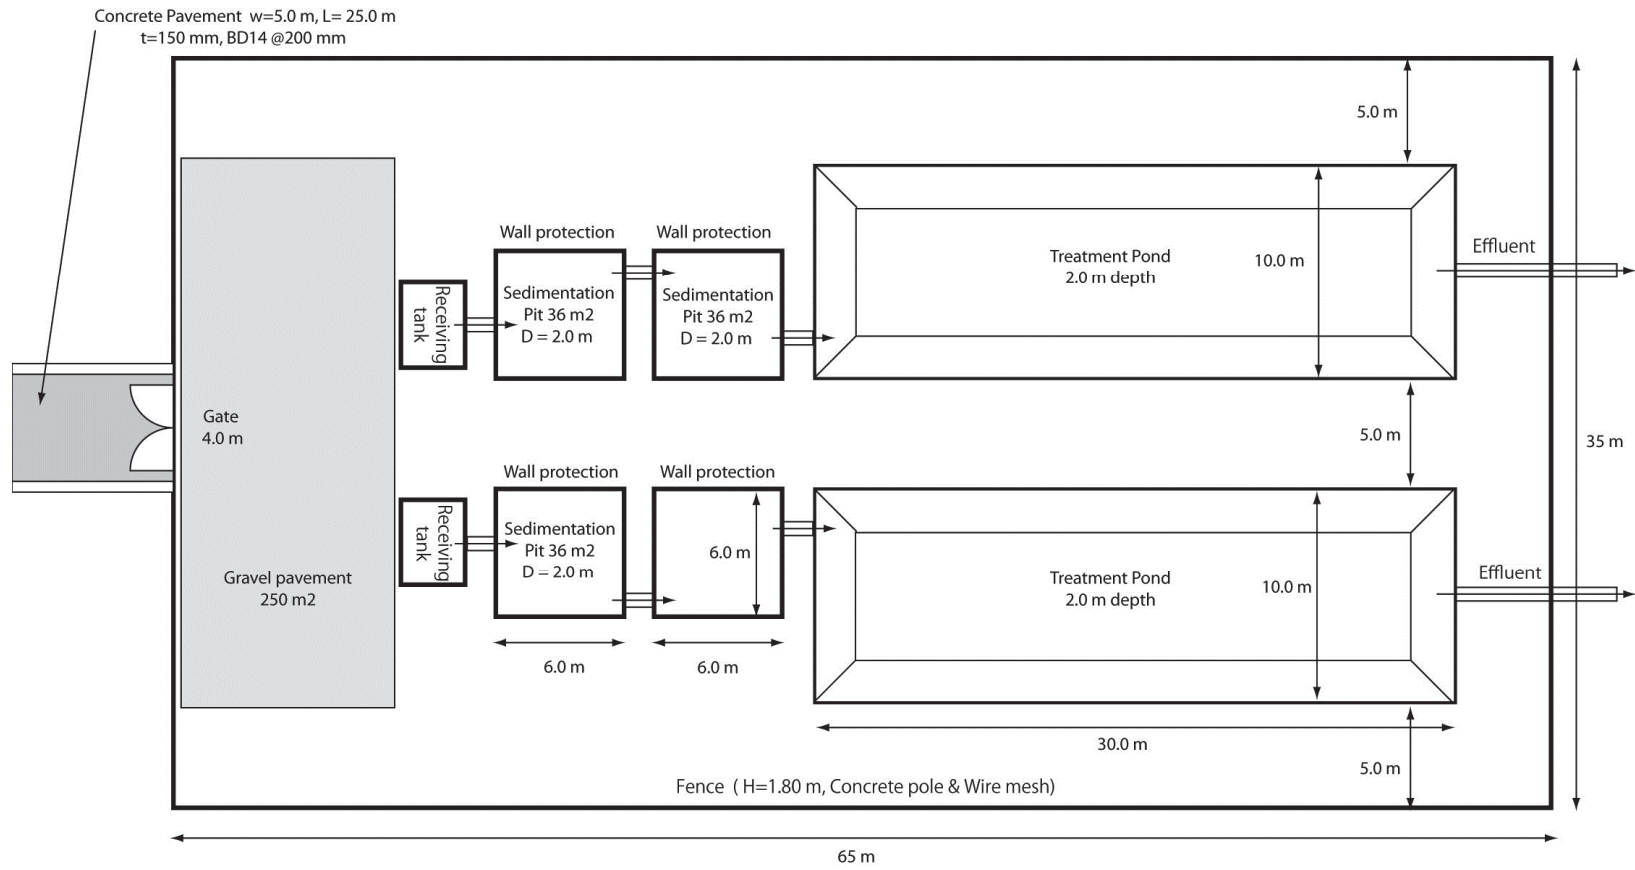 Concrete Pavement w=5.0 m, L= 25.0 m
t=150 mm, BD14 @200 mm
5.0 m
Wall protection
Wall protection
Effluent
Treatment Pond
2.0 m depth
10.0 m
Receiving
tank
Sedimentation
Pit 36 m2
D = 2.0 m
Sedimentation
Pit 36 m2
D = 2.0 m
Gate
4.0 m
5.0 m
35 m
Wall protection
Wall protection
Receiving
tank
Sedimentation
Pit 36 m2
D = 2.0 m
6.0 m
Effluent
Treatment Pond
2.0 m depth
10.0 m
Gravel pavement
250 m2
6.0 m
6.0 m
30.0 m
5.0 m
Fence ( H=1.80 m, Concrete pole & Wire mesh)
65 m